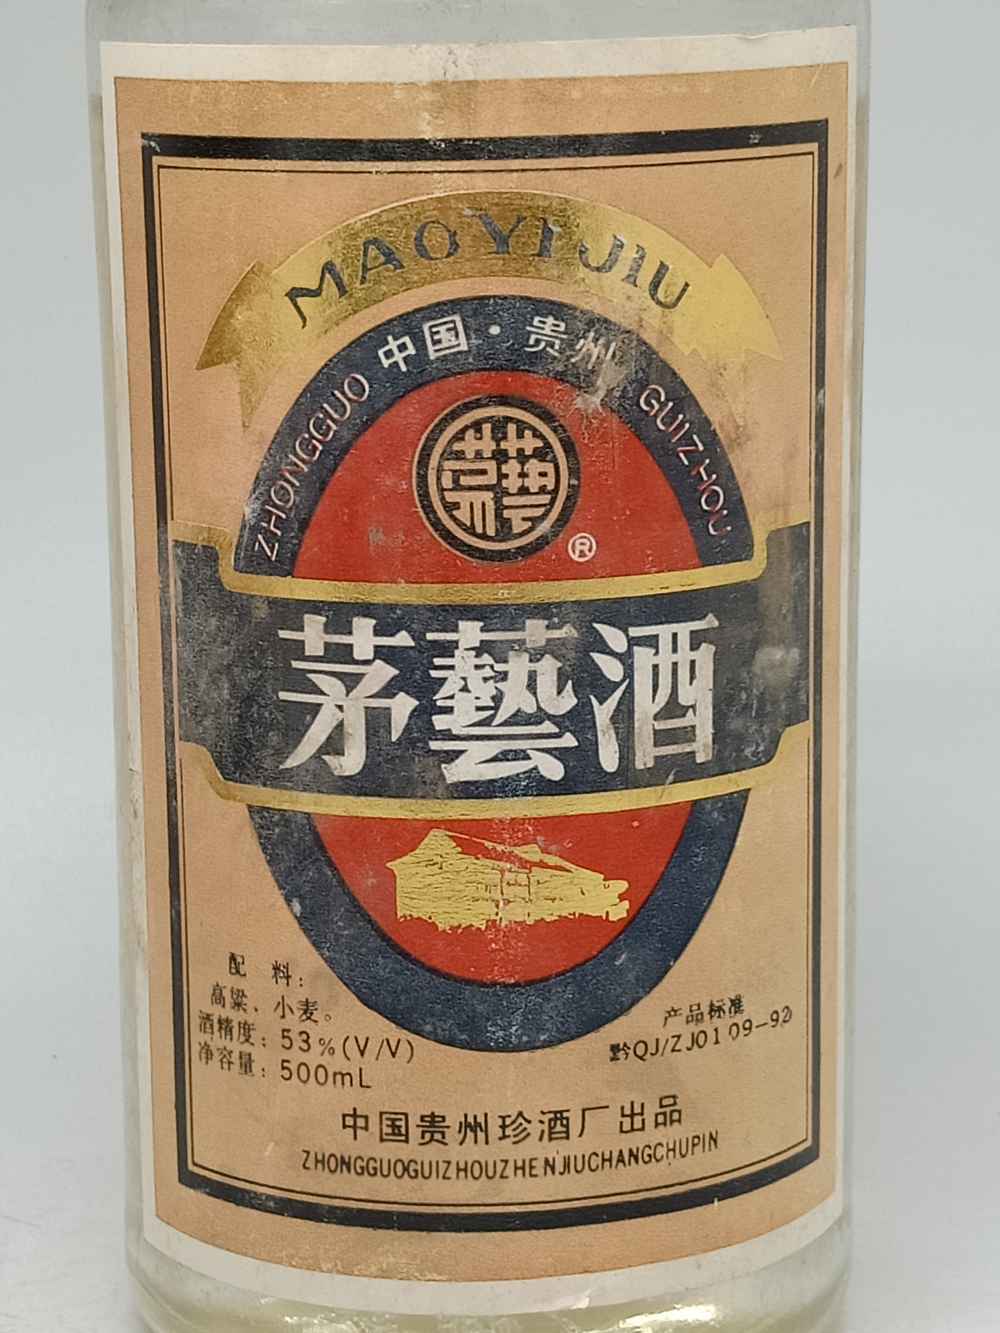 MAOYIJIU
中国·贵州
ZHONGGUO
GUIZHOU
茅藝
®
茅藝酒
配 料：
高粱、小麦。
酒精度：53%(V/V)
净容量：500mL
产品标准
黔QJ/ZJ0109-92
中国贵州珍酒厂出品
ZHONGGUOGUIZHOUZHENJIUCHANGCHUPIN